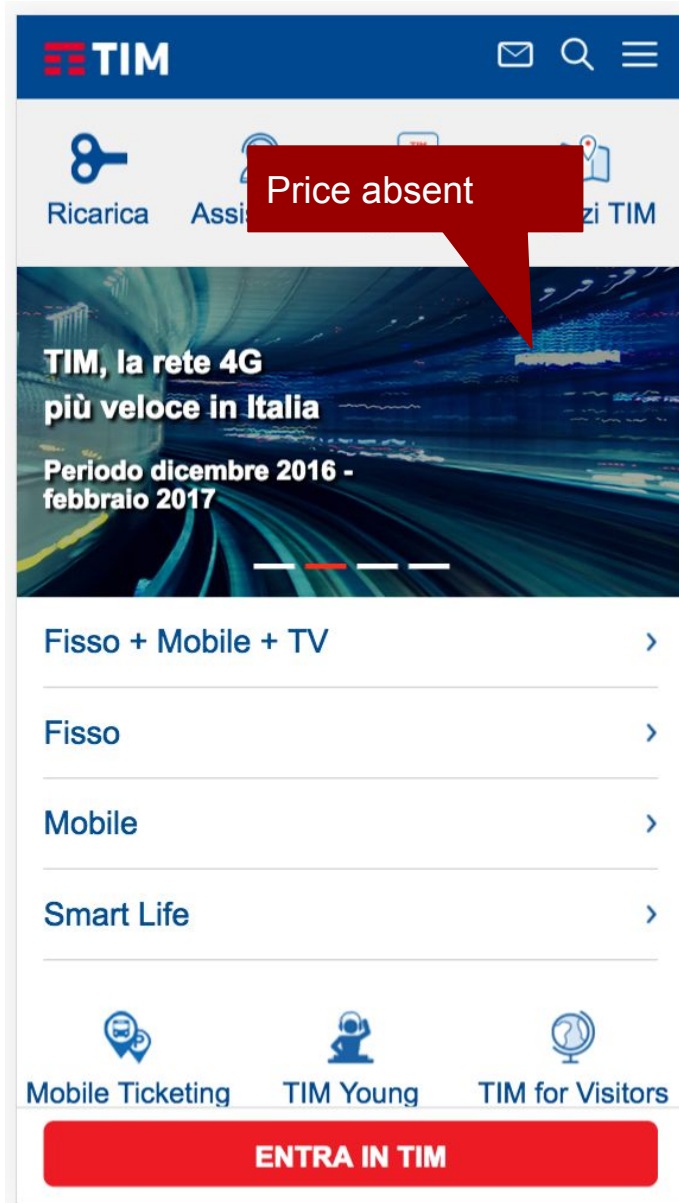 TIM
Price absent
Ricarica
TIM
TIM, la rete 4G
più veloce in Italia
Periodo dicembre 2016 -
febbraio 2017
Fisso + Mobile + TV
Fisso
Mobile
Smart Life
Mobile Ticketing TIM Young TIM for Visitors
ENTRA IN TIM